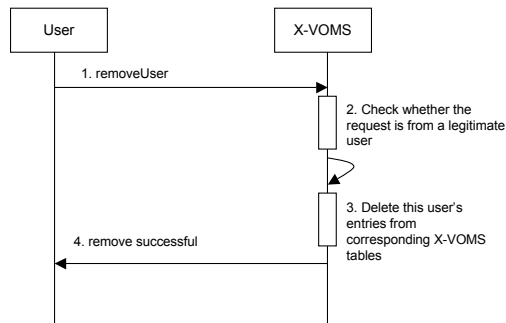 User
X-VOMS
1. removeUser
2. Check whether the
request is from a legitimate
user
3. Delete this user's
entries from
corresponding X-VOMS
tables
4. remove successful